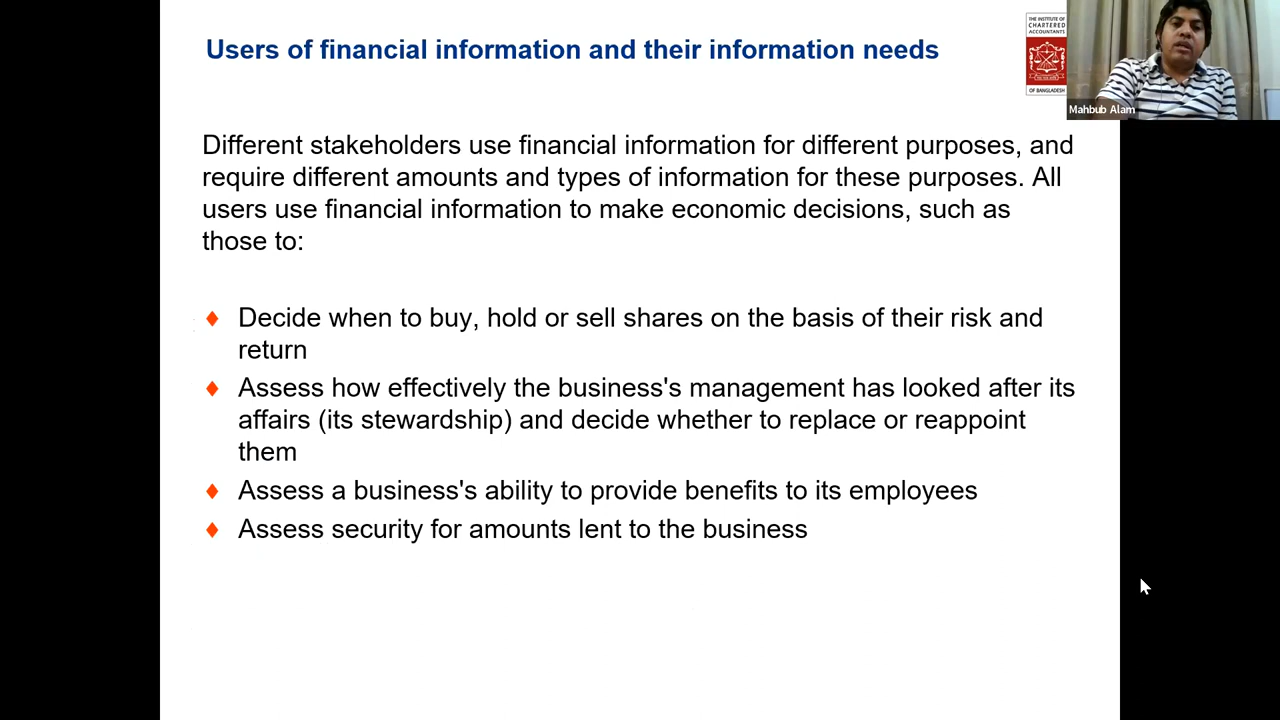 Users of financial information and their information needs
THE INSTITUTE OF
CHARTERED
ACCOUNTANTS
OF BANGLADESH
Mahbub Alam
Different stakeholders use financial information for different purposes, and
require different amounts and types of information for these purposes. All
users use financial information to make economic decisions, such as
those to:
Decide when to buy, hold or sell shares on the basis of their risk and
return
Assess how effectively the business's management has looked after its
affairs (its stewardship) and decide whether to replace or reappoint
them
Assess a business's ability to provide benefits to its employees
Assess security for amounts lent to the business